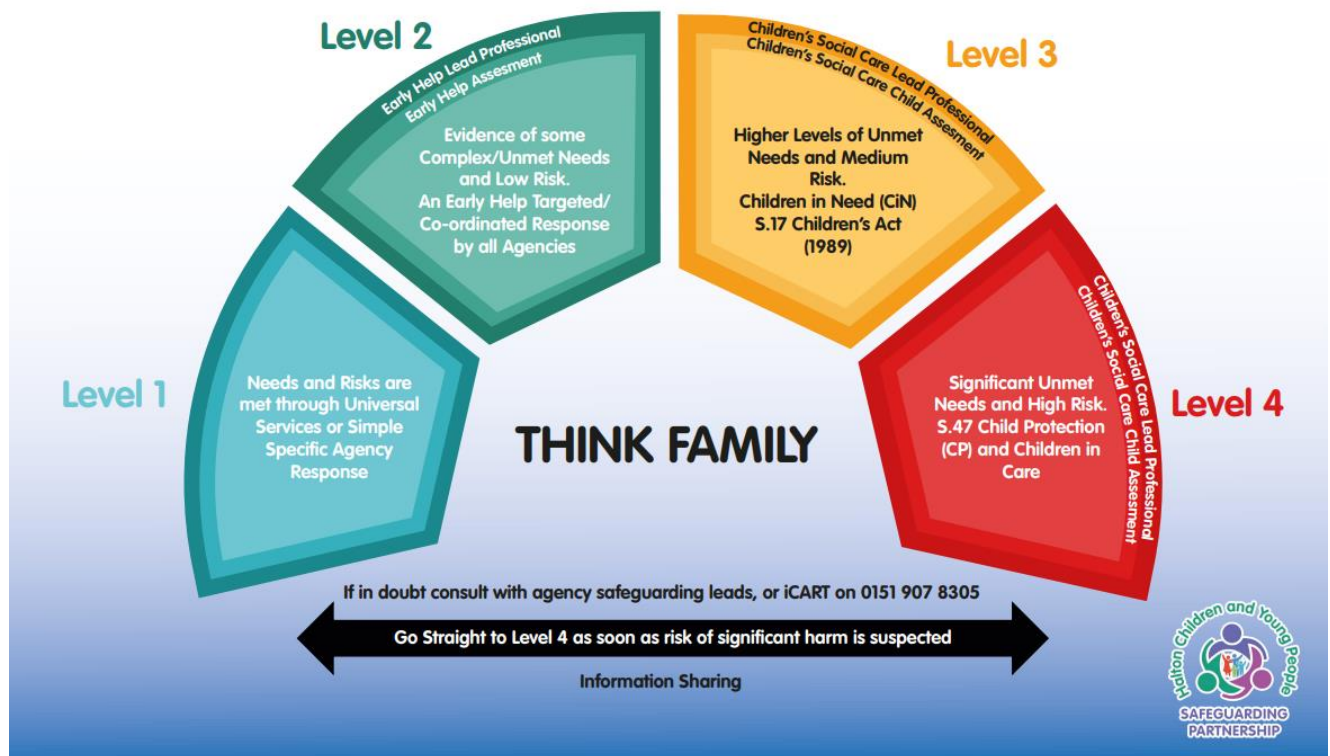 Level 1
Needs and Risks are
met through Universal
Services or Simple
Specific Agency
Response
Level 2
Early Help Lead Professional
Early Help Assesment
Evidence of some
Complex/Unmet Needs
and Low Risk.
An Early Help Targeted/
Co-ordinated Response
by all Agencies
Level 3
Children's Social Care Lead Professional
Children's Social Care Child Assesment
Higher Levels of Unmet
Needs and Medium
Risk.
Children in Need (CiN)
S.17 Children's Act
(1989)
Level 4
Children's Social Care Lead Professional
Children's Social Care Child Assesment
Significant Unmet
Needs and High Risk.
S.47 Child Protection
(CP) and Children in
Care
THINK FAMILY
If in doubt consult with agency safeguarding leads, or iCART on 0151 907 8305
Go Straight to Level 4 as soon as risk of significant harm is suspected
Information Sharing
Halton Children and Young People
SAFEGUARDING
PARTNERSHIP